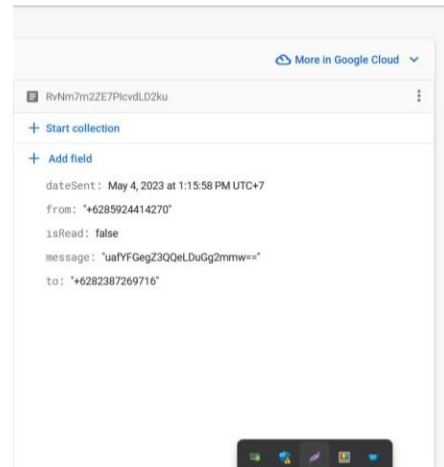 More in Google Cloud
RvNm7m2ZE7PIcvdLD2ku
+ Start collection
+ Add field
dateSent: May 4, 2023 at 1:15:58 PM UTC+7
from: "+6285924414270"
isRead: false
message: "uafYFGegZ3QQeLDuGg2mmw=="
to: "+6282387269716"